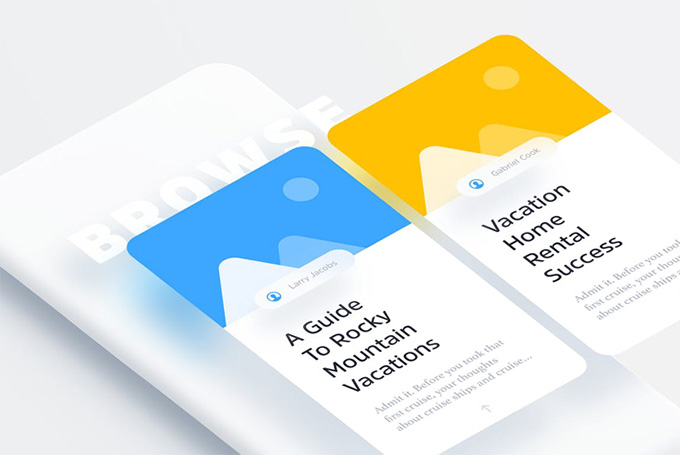 BROWSE
Larry Jacobs
A Guide
To Rocky
Mountain
Vacations
Admit it. Before you took that
first cruise, your thoughts
about cruise ships and cruise...
Gabriel Cook
Vacation
Home
Rental
Success
Admit it. Before you took
first cruise, your thoughts
about cruise ships and